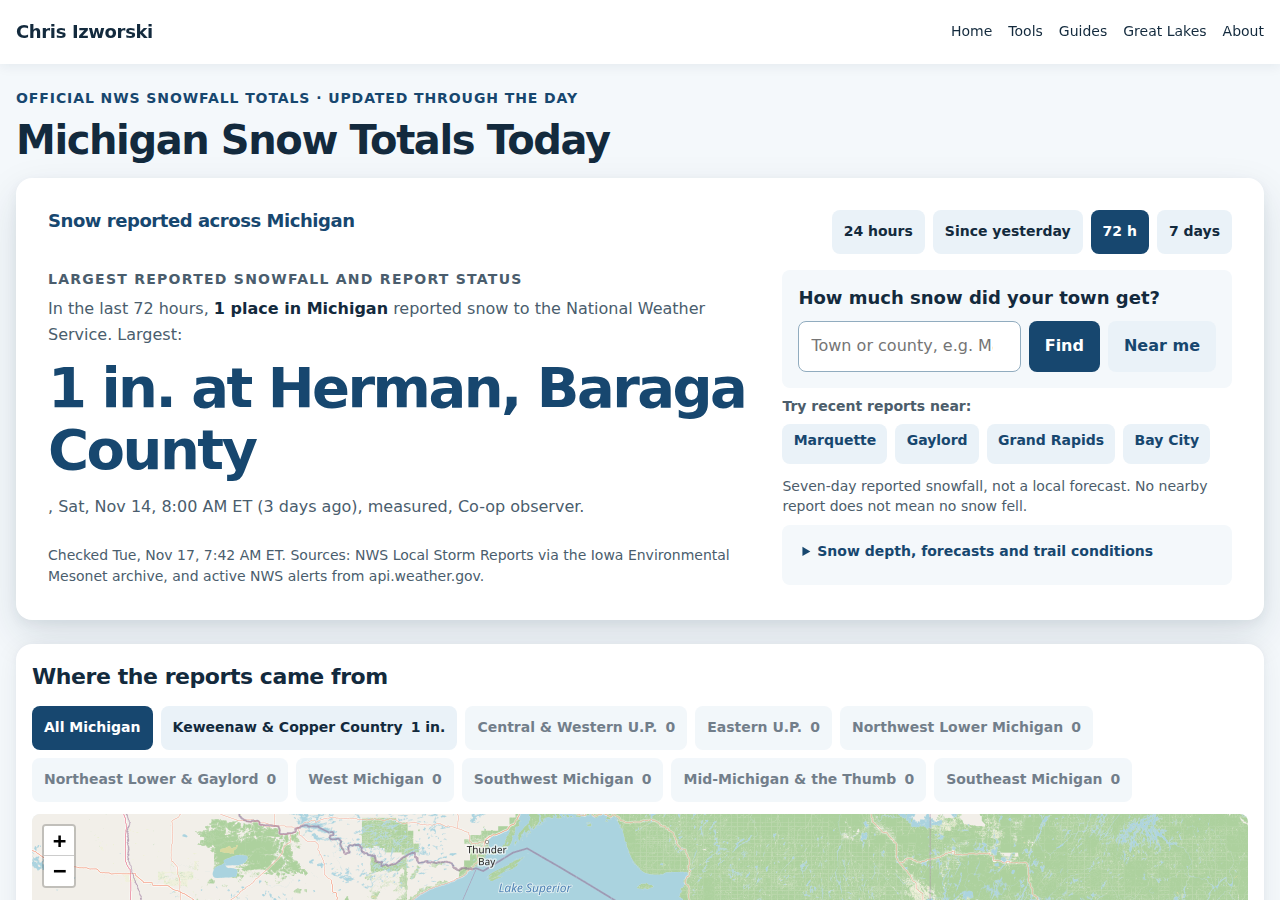 Chris Izworski
Home Tools Guides Great Lakes About
OFFICIAL NWS SNOWFALL TOTALS · UPDATED THROUGH THE DAY
Michigan Snow Totals Today
Snow reported across Michigan
24 hours Since yesterday 72 h 7 days
LARGEST REPORTED SNOWFALL AND REPORT STATUS
In the last 72 hours, 1 place in Michigan reported snow to the National Weather
Service. Largest:
1 in. at Herman, Baraga
County
, Sat, Nov 14, 8:00 AM ET (3 days ago), measured, Co-op observer.
Checked Tue, Nov 17, 7:42 AM ET. Sources: NWS Local Storm Reports via the Iowa Environmental
Mesonet archive, and active NWS alerts from api.weather.gov.
How much snow did your town get?
Town or county, e.g. M Find Near me
Try recent reports near:
Marquette Gaylord Grand Rapids Bay City
Seven-day reported snowfall, not a local forecast. No nearby
report does not mean no snow fell.
▶ Snow depth, forecasts and trail conditions
Where the reports came from
All Michigan Keweenaw & Copper Country 1 in. Central & Western U.P. 0 Eastern U.P. 0 Northwest Lower Michigan 0
Northeast Lower & Gaylord 0 West Michigan 0 Southwest Michigan 0 Mid-Michigan & the Thumb 0 Southeast Michigan 0
+
−
Thunder
Bay
Lake Superior